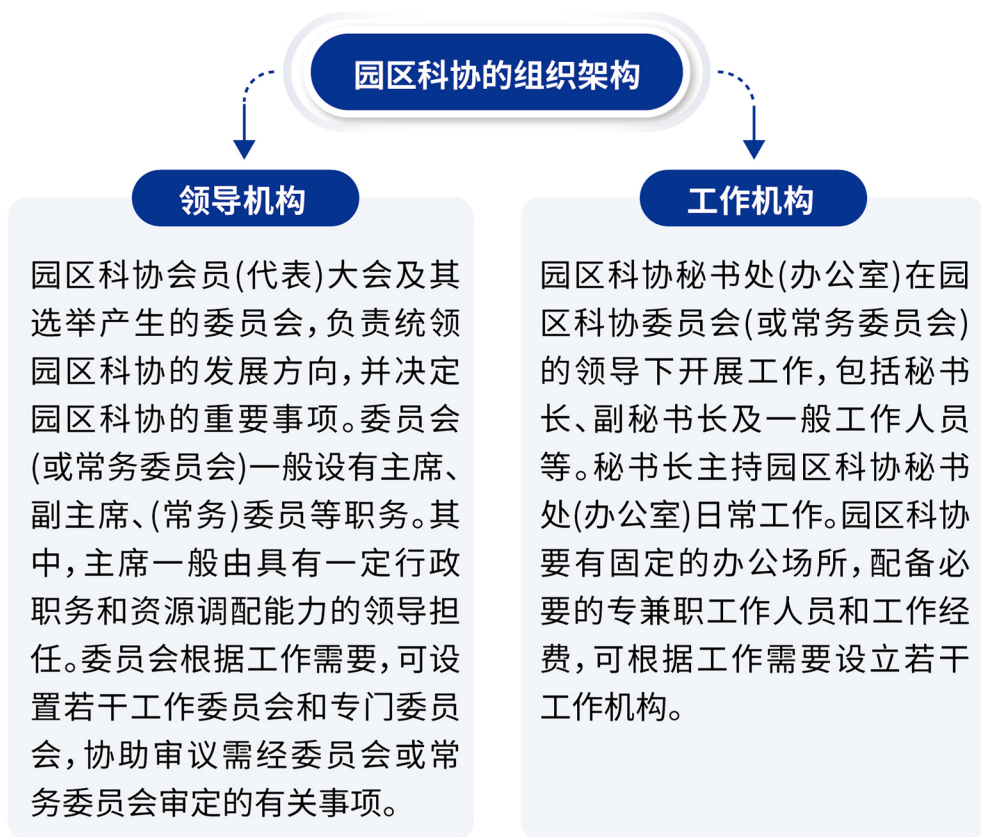 园区科协的组织架构
领导机构
园区科协会员(代表)大会及其
选举产生的委员会,负责统领
园区科协的发展方向,并决定
园区科协的重要事项。委员会
(或常务委员会)一般设有主席、
副主席、(常务)委员等职务。其
中,主席一般由具有一定行政
职务和资源调配能力的领导担
任。委员会根据工作需要,可设
置若干工作委员会和专门委员
会,协助审议需经委员会或常
务委员会审定的有关事项。
工作机构
园区科协秘书处(办公室)在园
区科协委员会(或常务委员会)
的领导下开展工作,包括秘书
长、副秘书长及一般工作人员
等。秘书长主持园区科协秘书
处(办公室)日常工作。园区科协
要有固定的办公场所,配备必
要的专兼职工作人员和工作经
费,可根据工作需要设立若干
工作机构。